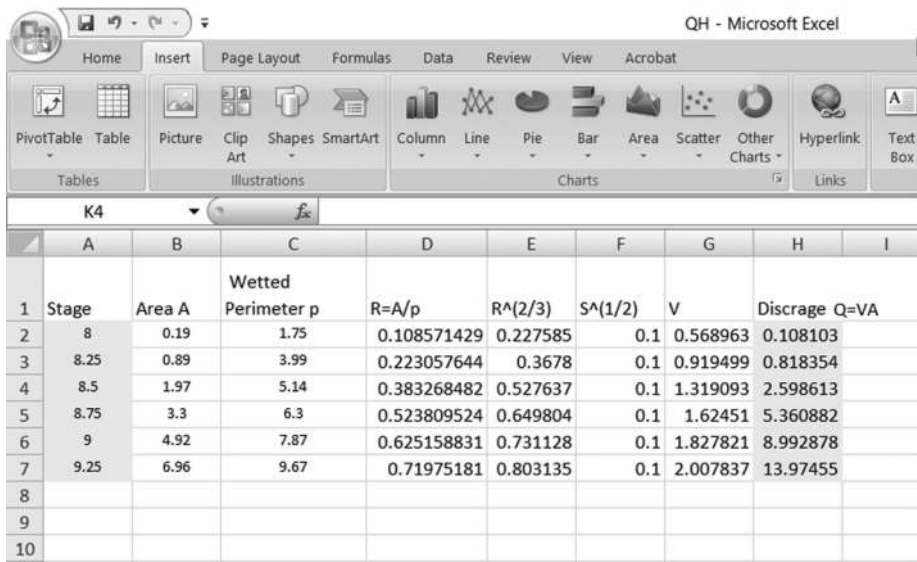 QH - Microsoft Excel
Home Insert Page Layout Formulas Data Review View Acrobat
PivotTable Table Picture Clip Art Shapes SmartArt Column Line Pie Bar Area Scatter Other Charts Hyperlink Text Box
Tables Illustrations Charts Links
K4 fx
A B C D E F G H I
1 Stage Area A Wetted Perimeter p R=A/p R^(2/3) S^(1/2) V Discrage Q=VA
2 8 0.19 1.75 0.108571429 0.227585 0.1 0.568963 0.108103
3 8.25 0.89 3.99 0.223057644 0.3678 0.1 0.919499 0.818354
4 8.5 1.97 5.14 0.383268482 0.527637 0.1 1.319093 2.598613
5 8.75 3.3 6.3 0.523809524 0.649804 0.1 1.62451 5.360882
6 9 4.92 7.87 0.625158831 0.731128 0.1 1.827821 8.992878
7 9.25 6.96 9.67 0.71975181 0.803135 0.1 2.007837 13.97455
8
9
10